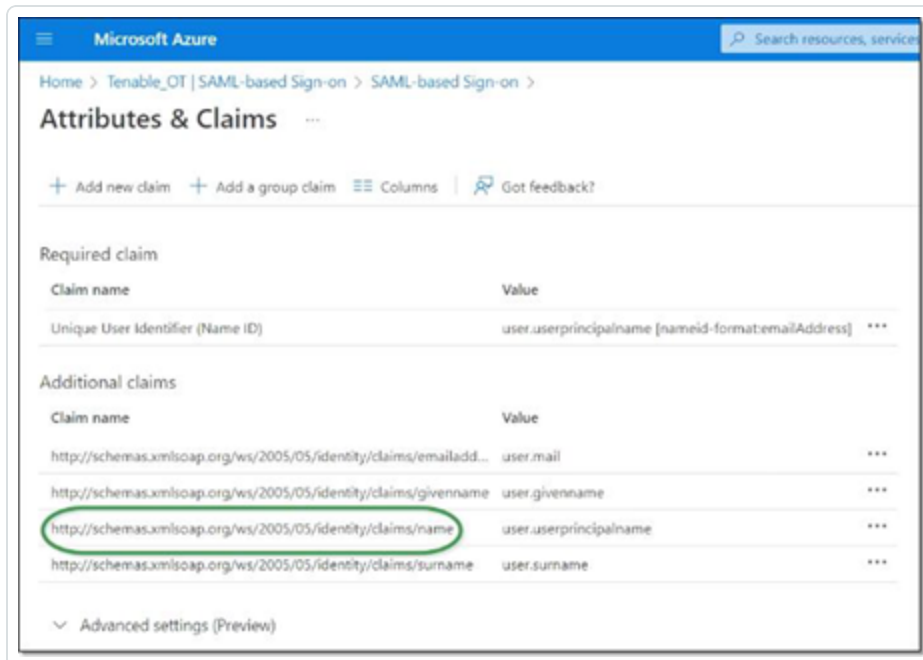 Microsoft Azure
Search resources, services
Home > Tenable_OT | SAML-based Sign-on > SAML-based Sign-on >
Attributes & Claims ...
+ Add new claim + Add a group claim Columns | Got feedback?
Required claim
Claim name Value
Unique User Identifier (Name ID) user.userprincipalname [nameid-format:emailAddress] •••
Additional claims
Claim name Value
http://schemas.xmlsoap.org/ws/2005/05/identity/claims/emailadd... user.mail •••
http://schemas.xmlsoap.org/ws/2005/05/identity/claims/givenname user.givenname •••
http://schemas.xmlsoap.org/ws/2005/05/identity/claims/name user.userprincipalname •••
http://schemas.xmlsoap.org/ws/2005/05/identity/claims/surname user.surname •••
Advanced settings (Preview)